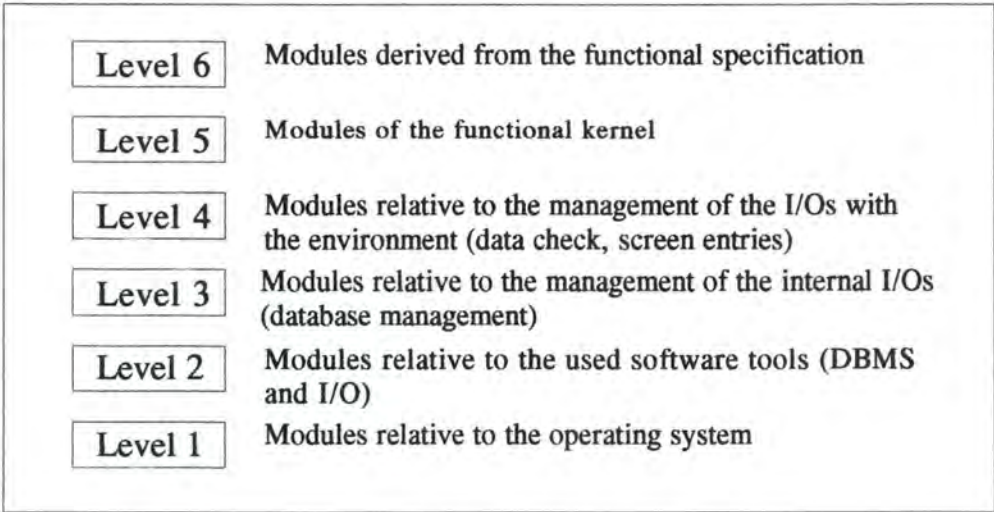 Level 6 Modules derived from the functional specification
Level 5 Modules of the functional kernel
Level 4 Modules relative to the management of the I/Os with
the environment (data check, screen entries)
Level 3 Modules relative to the management of the internal I/Os
(database management)
Level 2 Modules relative to the used software tools (DBMS
and I/O)
Level 1 Modules relative to the operating system